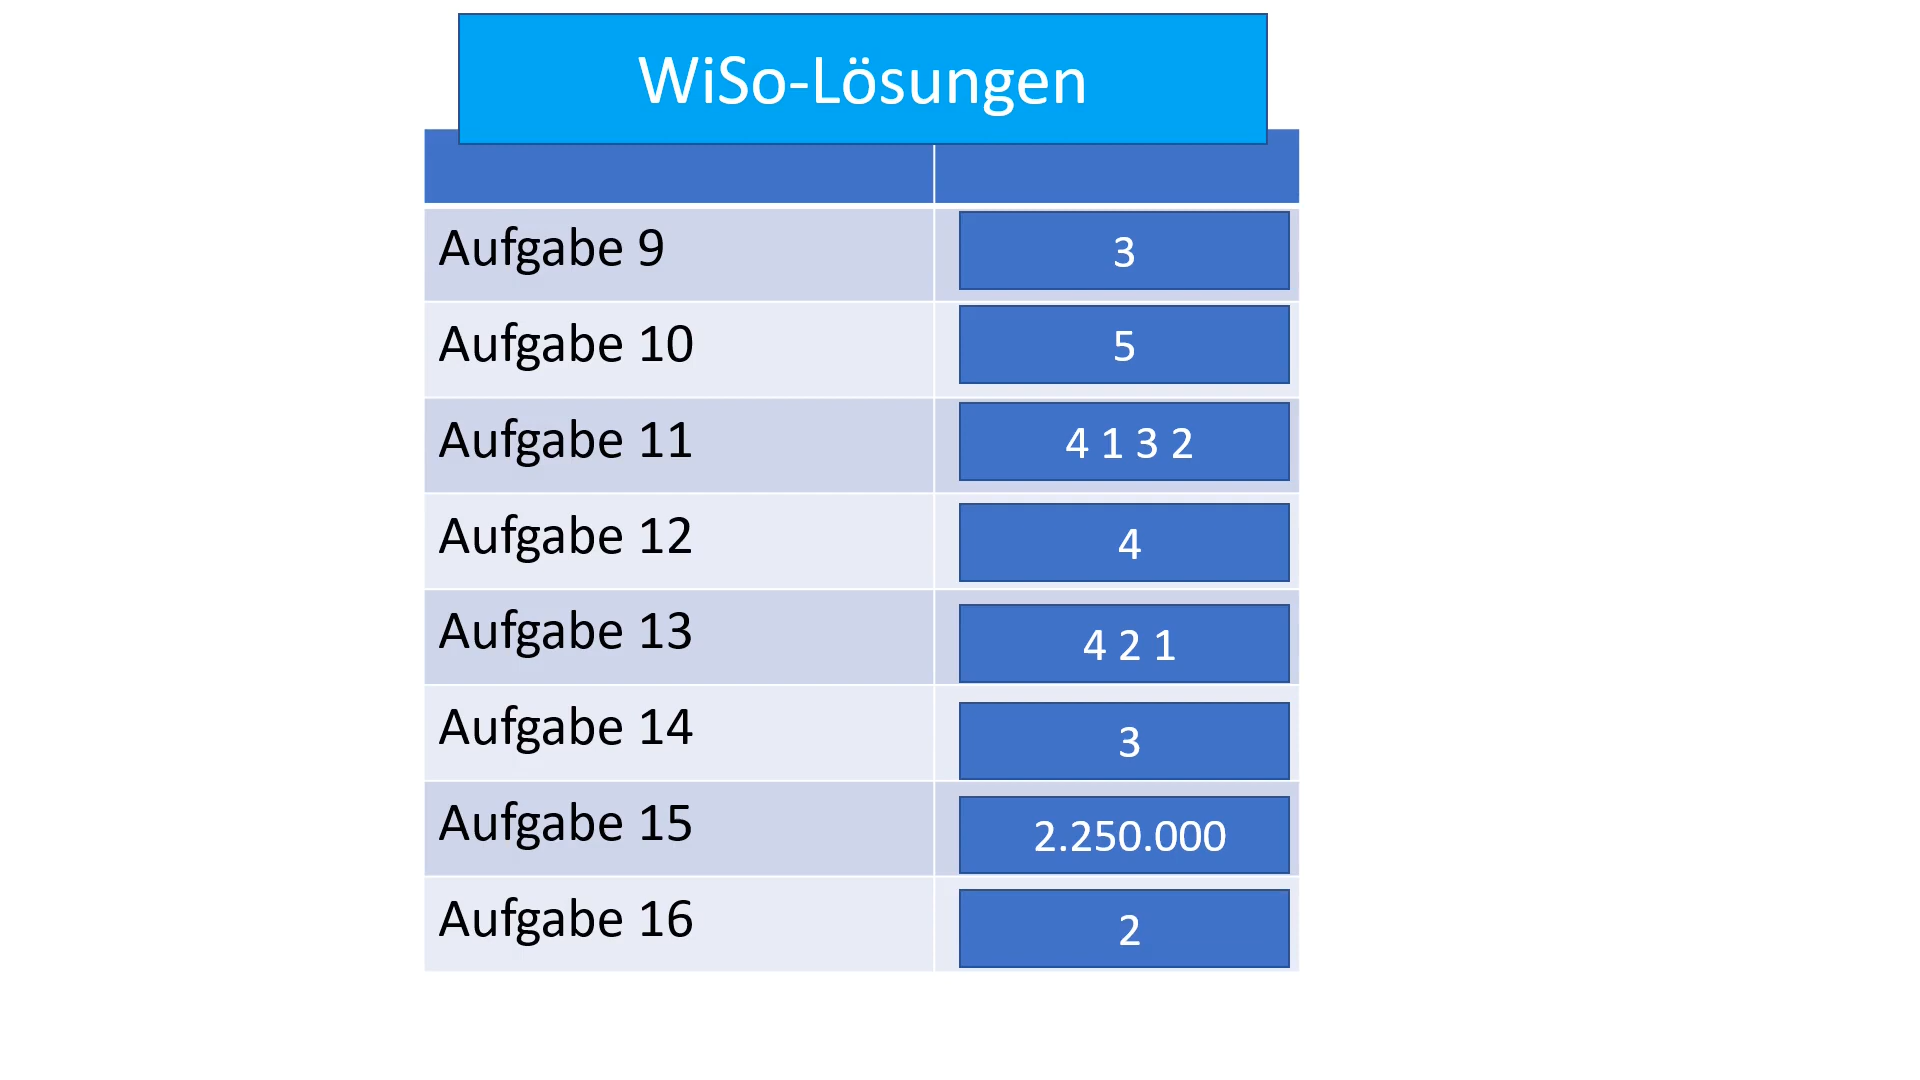 WiSo-Lösungen
Aufgabe 9 3
Aufgabe 10 5
Aufgabe 11 4 1 3 2
Aufgabe 12 4
Aufgabe 13 4 2 1
Aufgabe 14 3
Aufgabe 15 2.250.000
Aufgabe 16 2